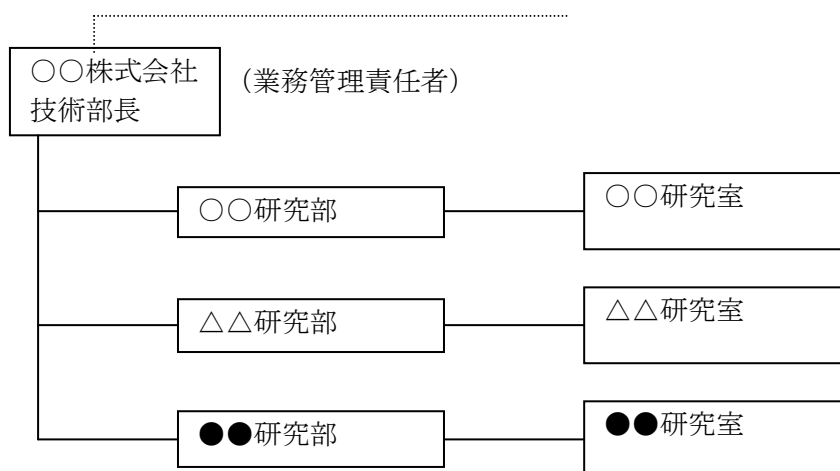 ○○株式会社
技術部長
（業務管理責任者）
○○研究部
○○研究室
△△研究部
△△研究室
●●研究部
●●研究室